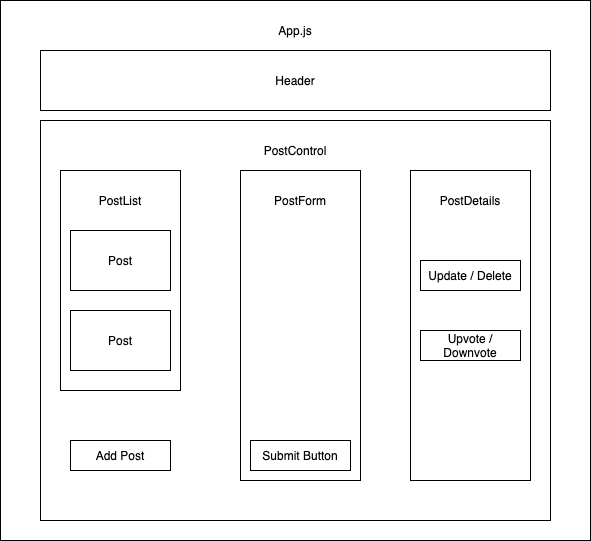 App.js
Header
PostControl
PostList
Post
Post
Add Post
PostForm
Submit Button
PostDetails
Update / Delete
Upvote /
Downvote